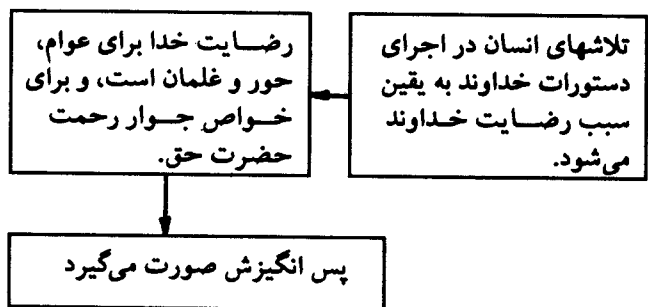 تلاشهای انسان در اجرای
دستورات خداوند به یقین
سبب رضایت خداوند
می‌شود.
رضایت خدا برای عوام،
حور و غلمان است، و برای
خواصِ جوار رحمت
حضرت حق.
پس انگیزش صورت می‌گیرد